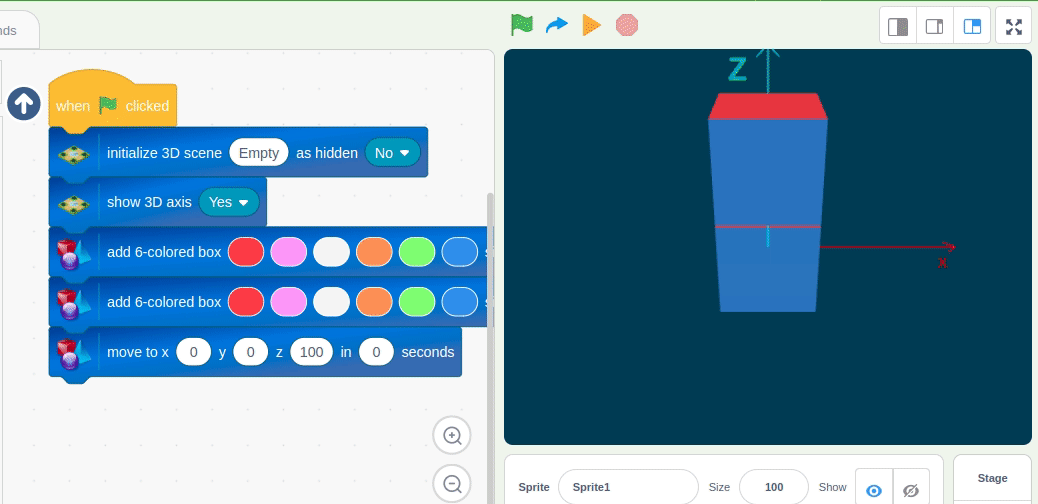 nds
when clicked
initialize 3D scene Empty as hidden No
show 3D axis Yes
add 6-colored box
add 6-colored box
move to x 0 y 0 z 100 in 0 seconds
Z
x
Sprite Sprite1 Size 100 Show
Stage